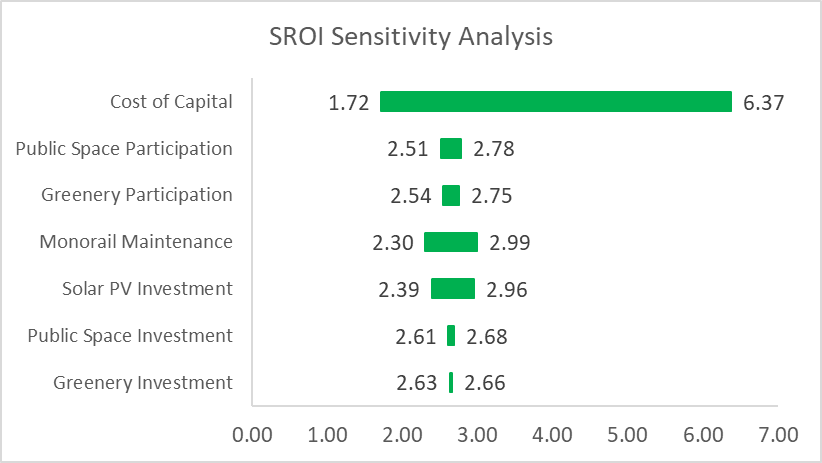 SROI Sensitivity Analysis
Cost of Capital 1.72 6.37
Public Space Participation 2.51 2.78
Greenery Participation 2.54 2.75
Monorail Maintenance 2.30 2.99
Solar PV Investment 2.39 2.96
Public Space Investment 2.61 2.68
Greenery Investment 2.63 2.66
0.00 1.00 2.00 3.00 4.00 5.00 6.00 7.00